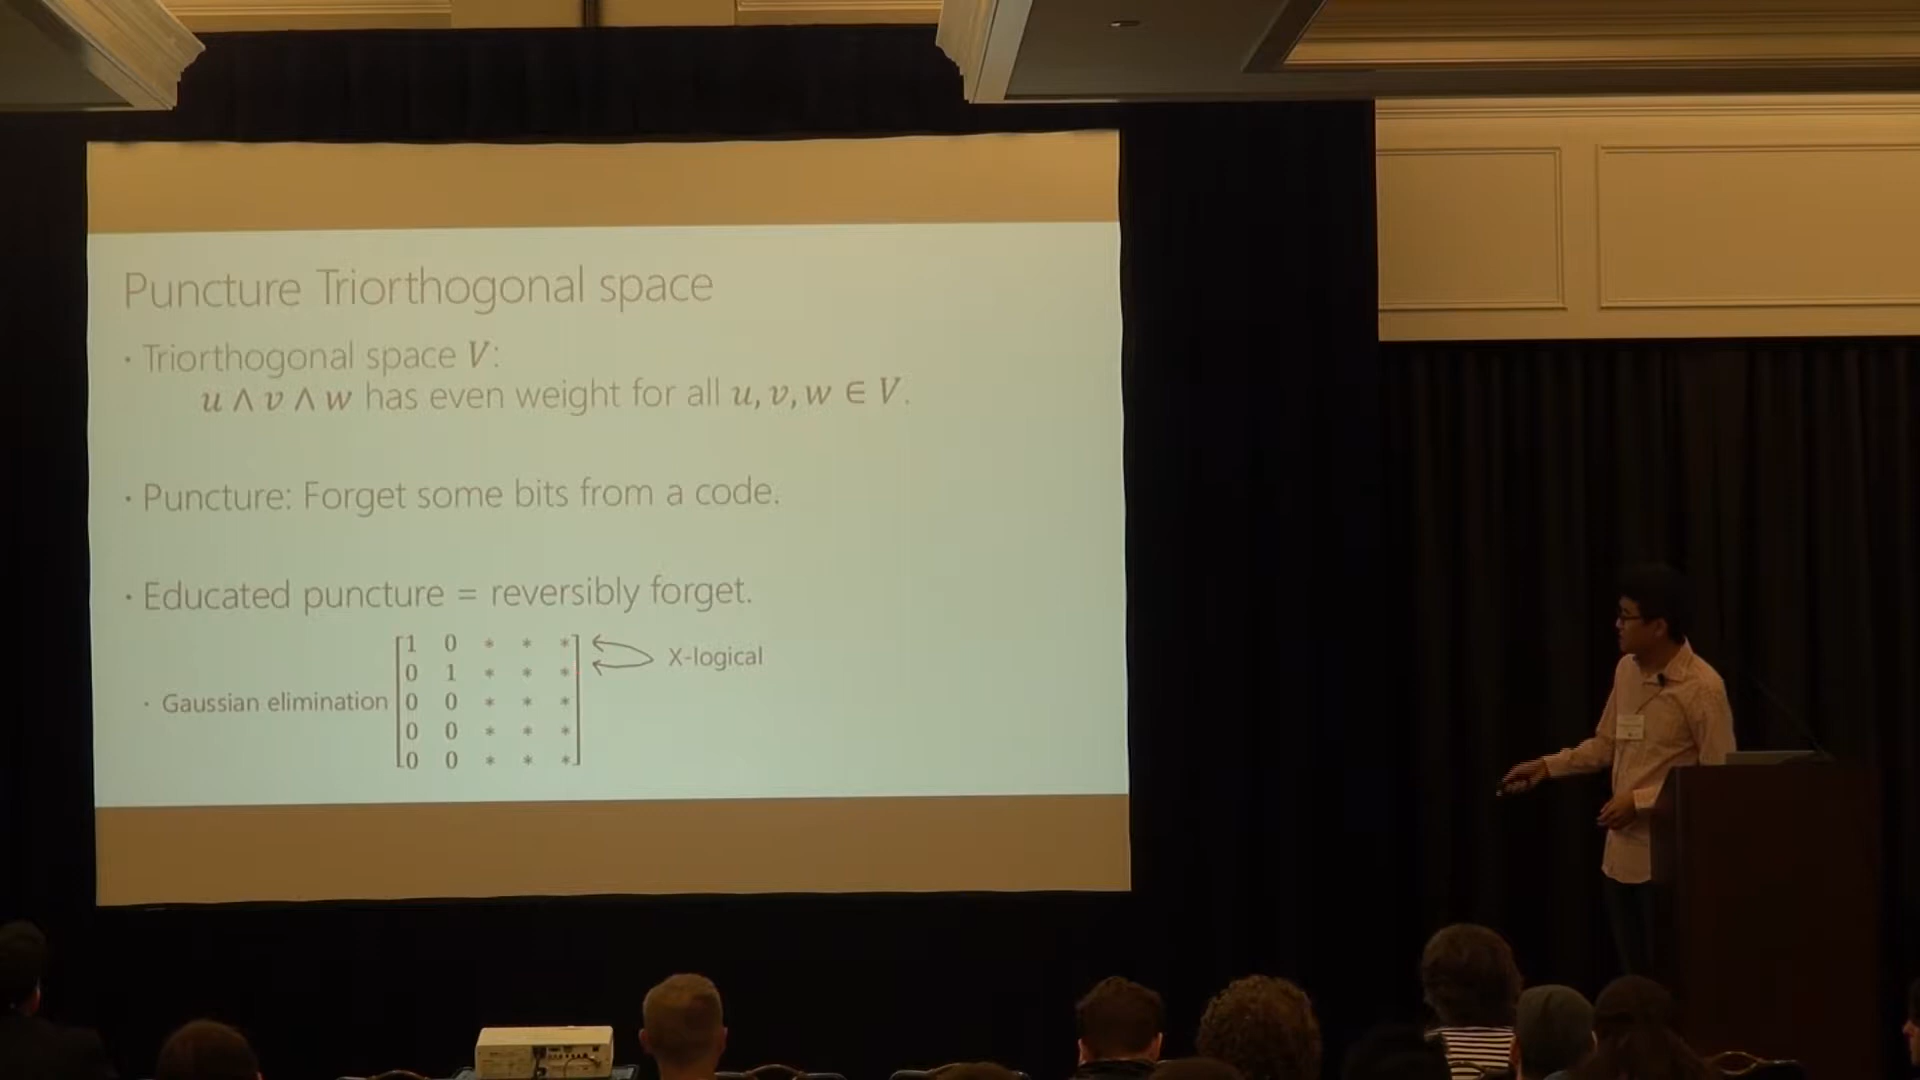 Puncture Triorthogonal space
· Triorthogonal space V:
u ∧ v ∧ w has even weight for all u, v, w ∈ V.
· Puncture: Forget some bits from a code.
· Educated puncture = reversibly forget.
1 0 * * *
X-logical
0 1 * * *
· Gaussian elimination
0 0 * * *
0 0 * * *
0 0 * * *